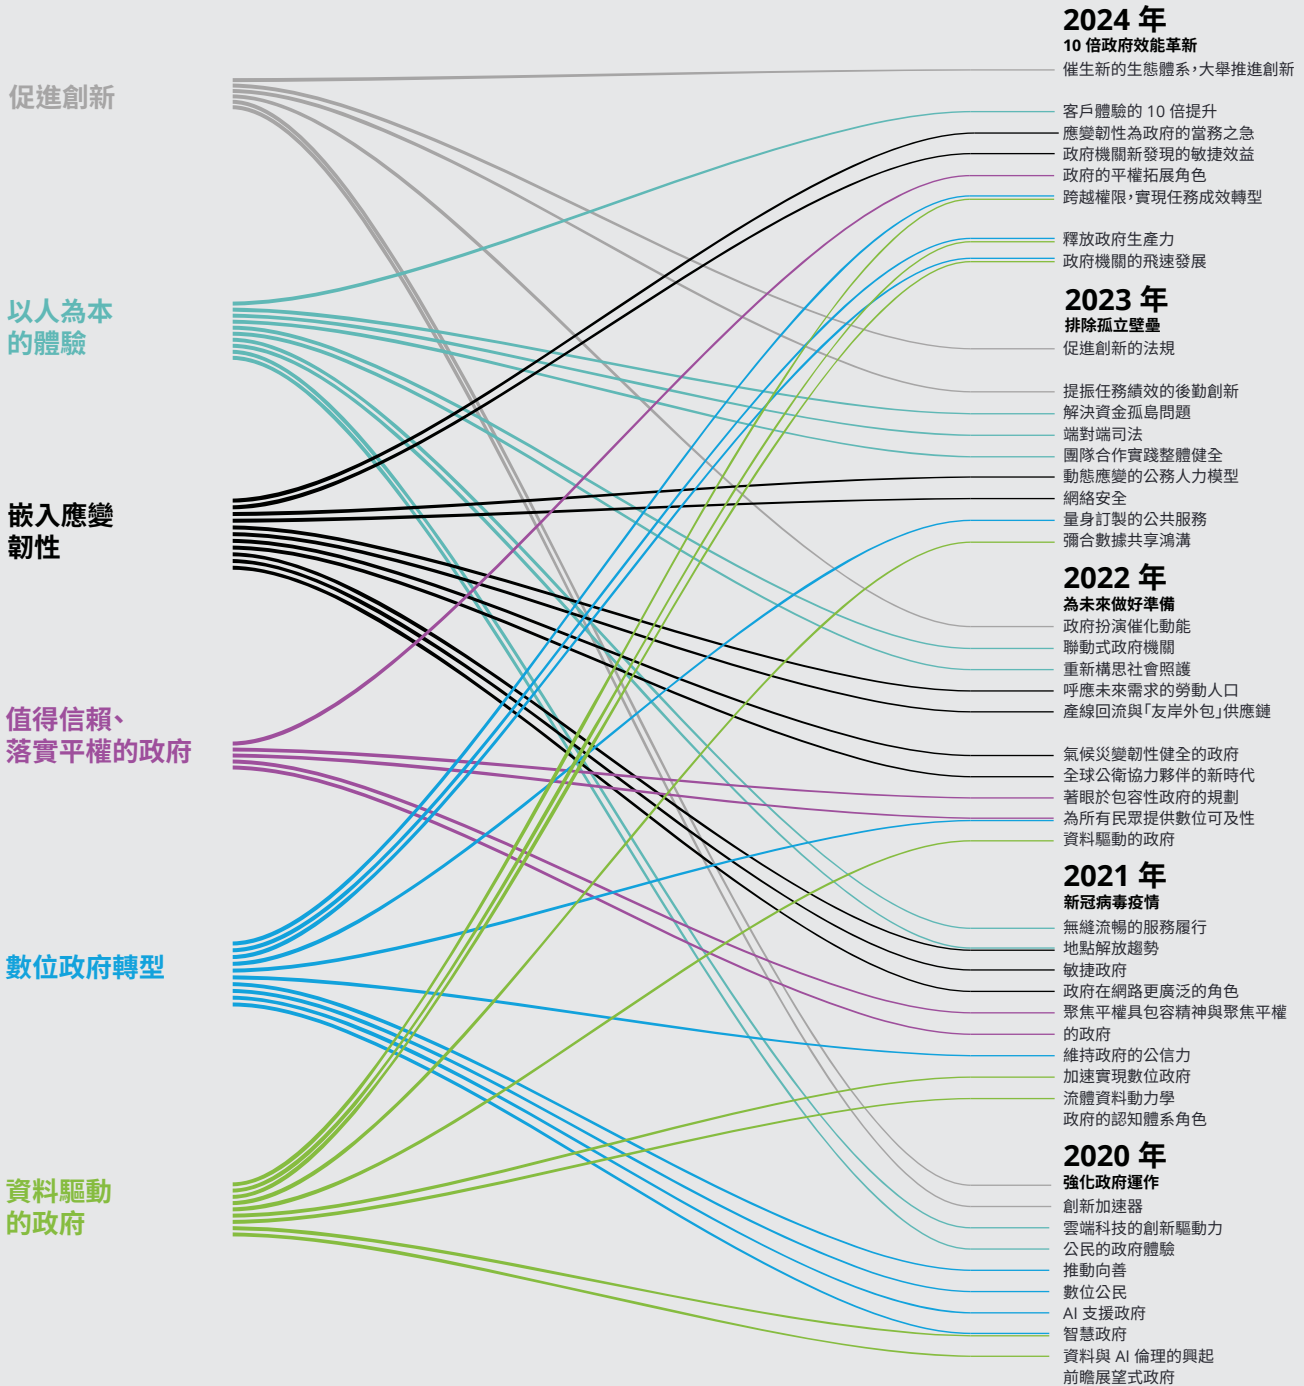 促進創新
以人為本
的體驗
嵌入應變
韌性
值得信賴、
落實平權的政府
數位政府轉型
資料驅動
的政府
2024 年
10 倍政府效能革新
催生新的生態體系,大舉推進創新
客戶體驗的 10 倍提升
應變韌性為政府的當務之急
政府機關新發現的敏捷效益
政府的平權拓展角色
跨越權限,實現任務成效轉型
釋放政府生產力
政府機關的飛速發展
2023 年
排除孤立壁壘
促進創新的法規
提振任務績效的後勤創新
解決資金孤島問題
端對端司法
團隊合作實踐整體健全
動態應變的公務人力模型
網絡安全
量身訂製的公共服務
彌合數據共享鴻溝
2022 年
為未來做好準備
政府扮演催化動能
聯動式政府機關
重新構思社會照護
呼應未來需求的勞動人口
產線回流與「友岸外包」供應鏈
氣候災變韌性健全的政府
全球公衛協力夥伴的新時代
著眼於包容性政府的規劃
為所有民眾提供數位可及性
資料驅動的政府
2021 年
新冠病毒疫情
無縫流暢的服務履行
地點解放趨勢
敏捷政府
政府在網路更廣泛的角色
聚焦平權具包容精神與聚焦平權
的政府
維持政府的公信力
加速實現數位政府
流體資料動力學
政府的認知體系角色
2020 年
強化政府運作
創新加速器
雲端科技的創新驅動力
公民的政府體驗
推動向善
數位公民
AI 支援政府
智慧政府
資料與 AI 倫理的興起
前瞻展望式政府